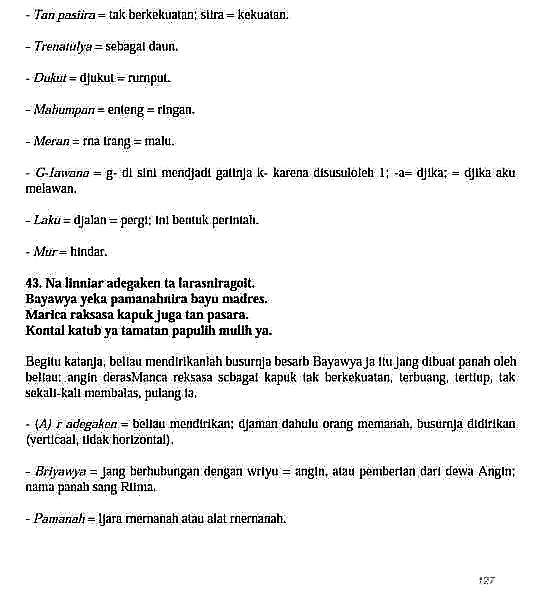 - Tan pasiira = tak berkekuatan; siira = kekuatan.
- Trenatulya = sebagai daun.
- Dukut = djukut = rumput.
- Mahumpan = enteng = ringan.
- Meran = rna irang = malu.
- G-lawana = g- di sini mendjadi gatinja k- karena disusuloleh 1; -a= djika; = djika aku
melawan.
- Laku = djalan = pergi; ini bentuk perintah.
- Mur = hindar.
43. Na linniar adegaken ta larasniragoit.
Bayawya yeka pamanahnira bayu madres.
Marica raksasa kapuk juga tan pasara.
Kontal katub ya tamatan papulih mulih ya.
Begitu katanja, beliau mendirikanlah busurnja besarb Bayawya ja itu jang dibuat panah oleh
beliau: angin derasManca reksasa scbagai kapuk tak berkekuatan, terbuang, tertiup, tak
sekali-kali membalas, pulang ia.
- (A) r adegaken = beliau mendirikan; djaman dahulu orang memanah, busurnja didirikan
(verticaal, tidak horizontal).
- Briyawya = jang berhubungan dengan wriyu = angin, atau pemberian dari dewa Angin;
nama panah sang Riima.
- Pamanah = ljara mernanah atau alat rnernanah.
127